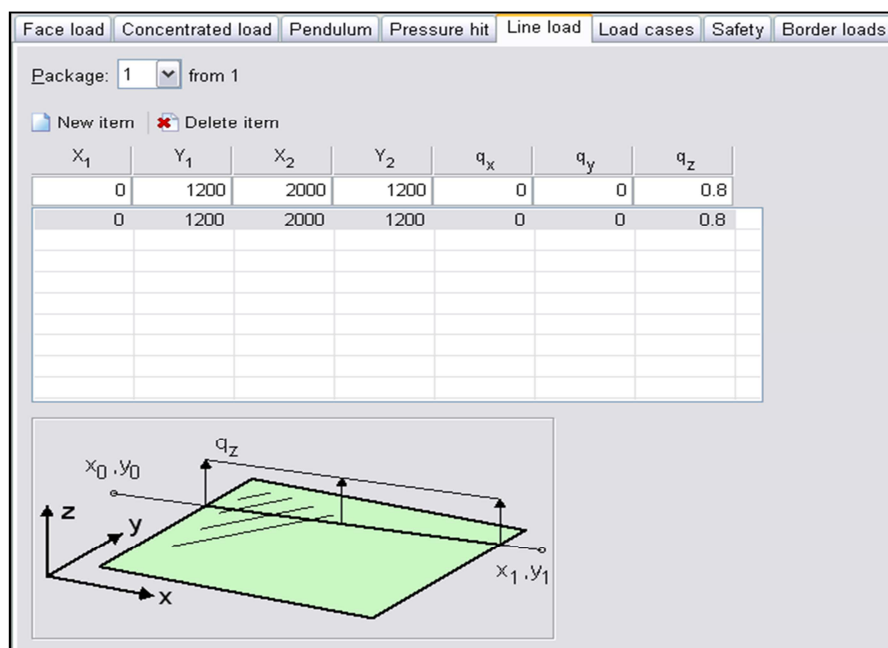 Face load Concentrated load Pendulum Pressure hit Line load Load cases Safety Border loads
Package: 1 from 1
New item Delete item
X1 Y1 X2 Y2 qx qy qz
0 1200 2000 1200 0 0 0.8
0 1200 2000 1200 0 0 0.8
qz
x0 ,y0
z
y
x
x1 ,y1